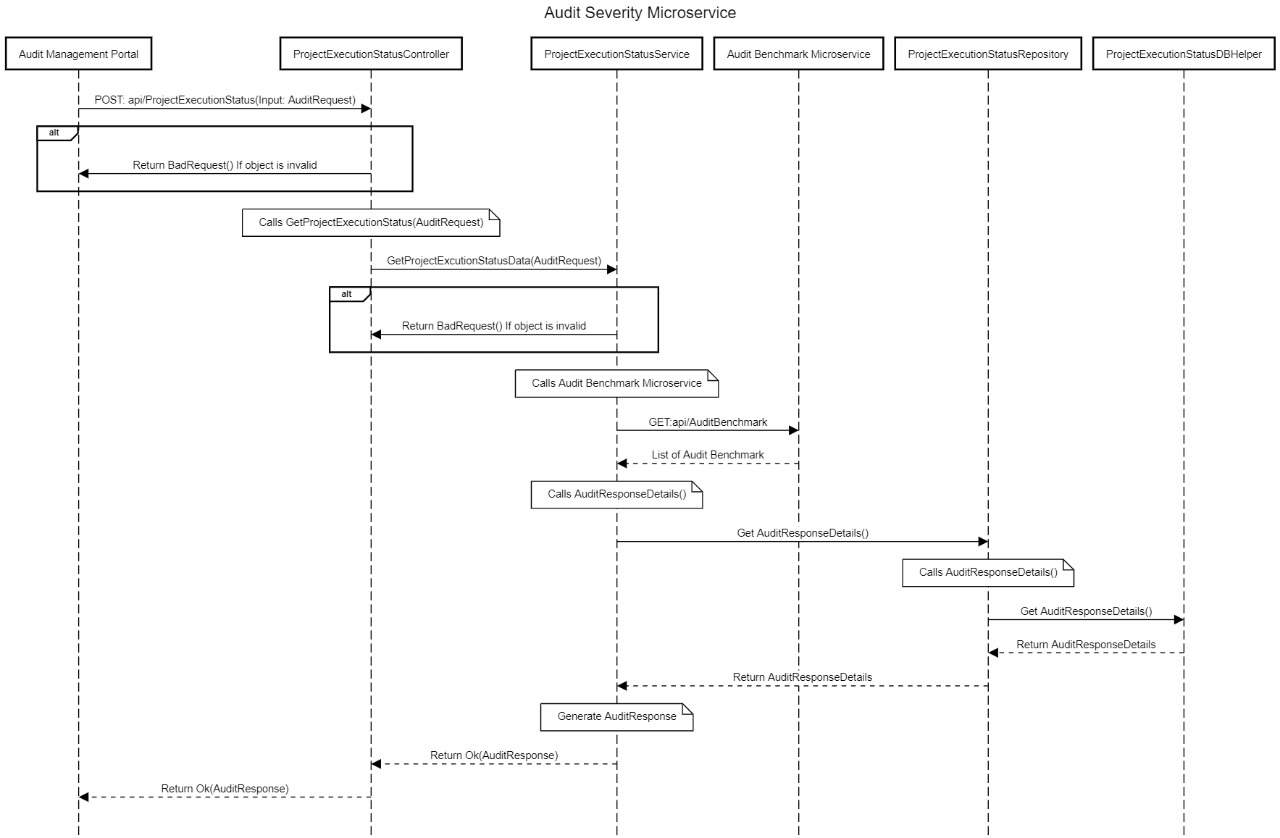 Audit Severity Microservice
Audit Management Portal
ProjectExecutionStatusController
ProjectExecutionStatusService
Audit Benchmark Microservice
ProjectExecutionStatusRepository
ProjectExecutionStatusDBHelper
POST: api/ProjectExecutionStatus(Input: AuditRequest)
alt
Return BadRequest() If object is invalid
Calls GetProjectExecutionStatus(AuditRequest)
GetProjectExcutionStatusData(AuditRequest)
alt
Return BadRequest() If object is invalid
Calls Audit Benchmark Microservice
GET:api/AuditBenchmark
List of Audit Benchmark
Calls AuditResponseDetails()
Get AuditResponseDetails()
Calls AuditResponseDetails()
Get AuditResponseDetails()
Return AuditResponseDetails
Return AuditResponseDetails
Generate AuditResponse
Return Ok(AuditResponse)
Return Ok(AuditResponse)